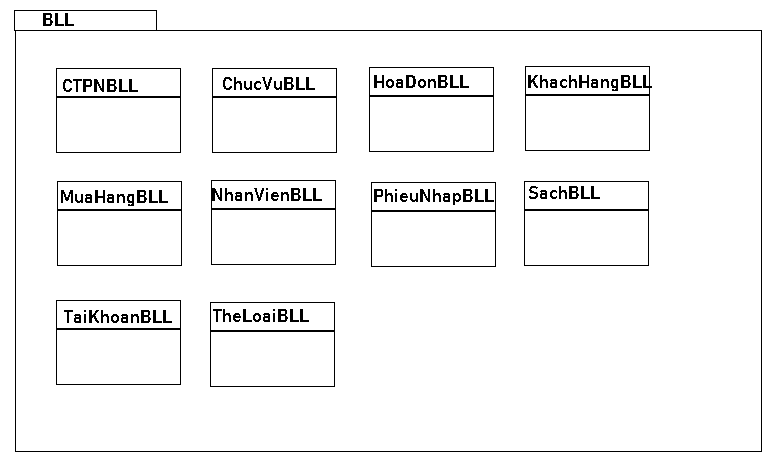 BLL
CTPNBLL
ChucVuBLL
HoaDonBLL
KhachHangBLL
MuaHangBLL
NhanVienBLL
PhieuNhapBLL
SachBLL
TaiKhoanBLL
TheLoaiBLL